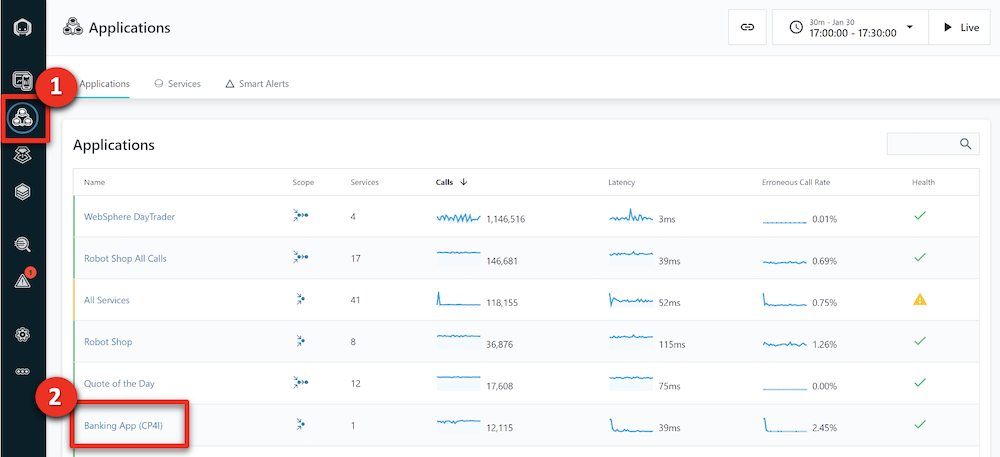 Applications
30m - Jan 30
17:00:00 - 17:30:00
Live
1
Applications Services Smart Alerts
Applications
Name Scope Services Calls Latency Erroneous Call Rate Health
WebSphere DayTrader 4 1,146,516 3ms 0.01%
Robot Shop All Calls 17 146,681 39ms 0.69%
All Services 41 118,155 52ms 0.75%
Robot Shop 8 36,876 115ms 1.26%
Quote of the Day 12 17,608 75ms 0.00%
2
Banking App (CP4I) 1 12,115 39ms 2.45%
1